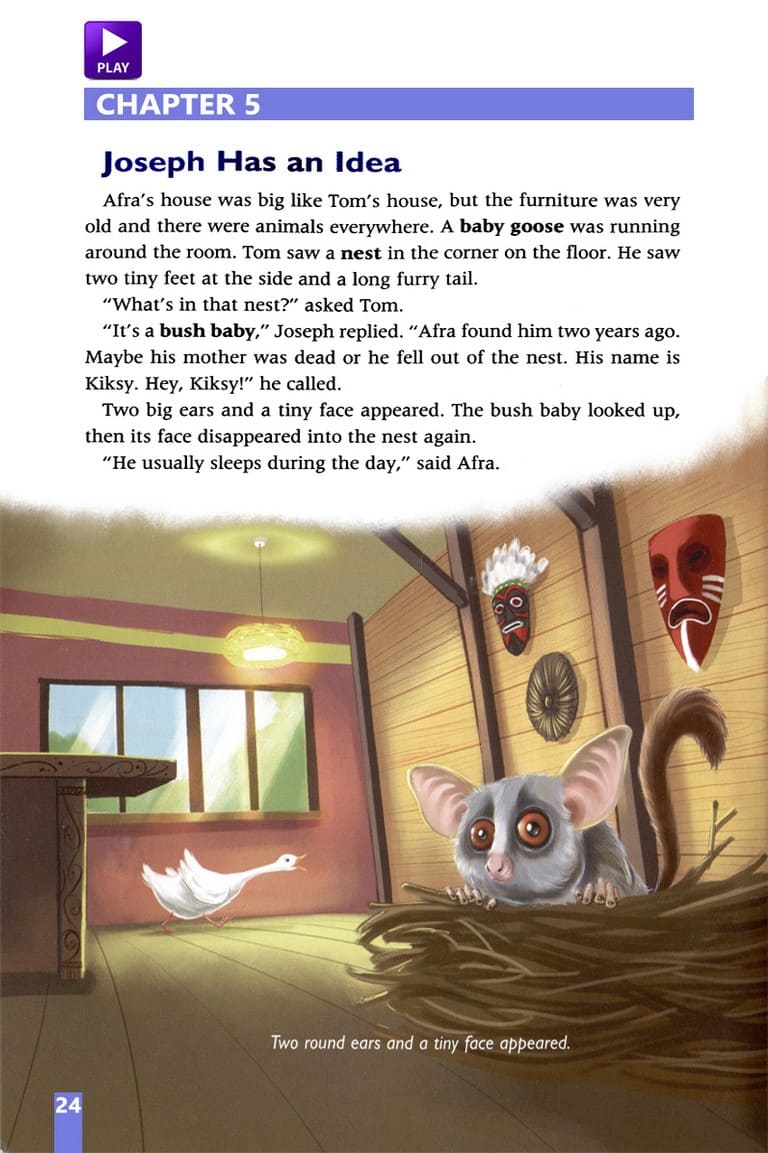 PLAY
CHAPTER 5
Joseph Has an Idea
Afra's house was big like Tom's house, but the furniture was very
old and there were animals everywhere. A baby goose was running
around the room. Tom saw a nest in the corner on the floor. He saw
two tiny feet at the side and a long furry tail.
“What's in that nest?” asked Tom.
“It's a bush baby,” Joseph replied. “Afra found him two years ago.
Maybe his mother was dead or he fell out of the nest. His name is
Kiksy. Hey, Kiksy!” he called.
Two big ears and a tiny face appeared. The bush baby looked up,
then its face disappeared into the nest again.
“He usually sleeps during the day,” said Afra.
Two round ears and a tiny face appeared.
24